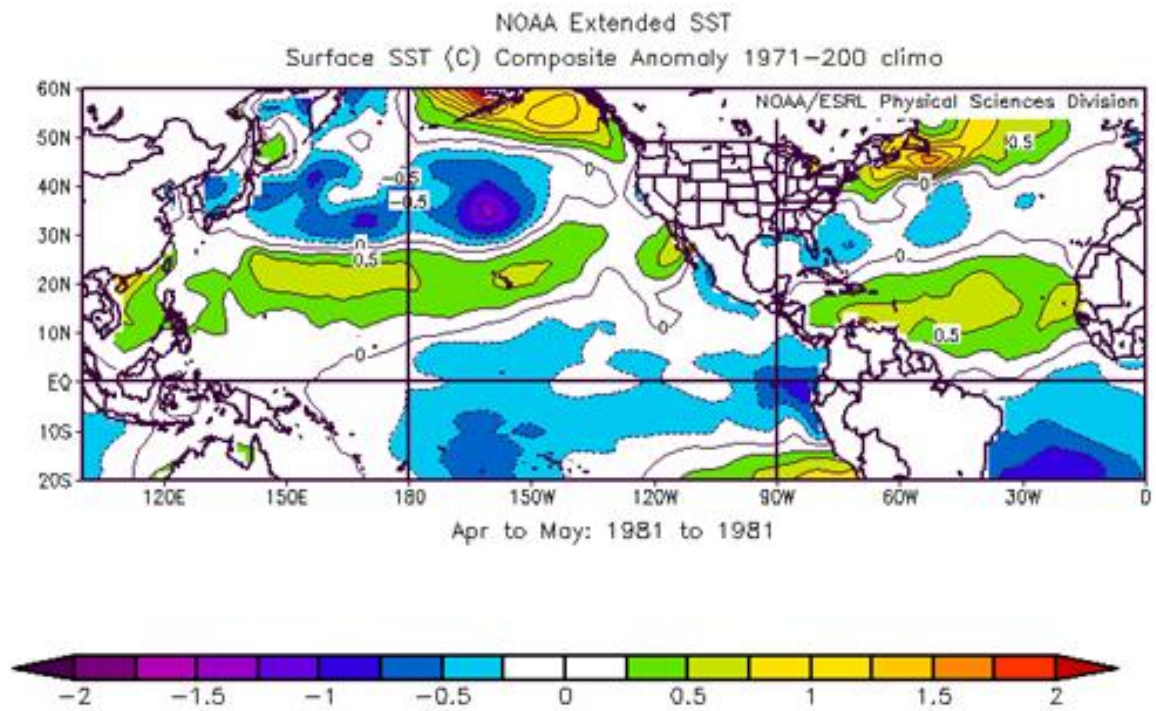 NOAA Extended SST
Surface SST (C) Composite Anomaly 1971-200 climo
NOAA/ESRL Physical Sciences Division
60N
50N
40N
30N
20N
10N
EQ
10S
20S
0.5
0
0
-0.5
-0.5
0
0
0.5
0
0
0.5
0
120E 150E 180 150W 120W 90W 60W 30W 0
Apr to May: 1981 to 1981
-2 -1.5 -1 -0.5 0 0.5 1 1.5 2